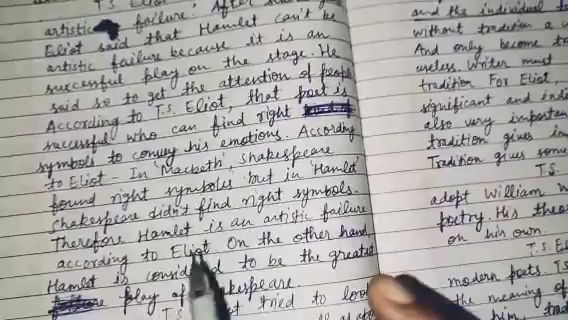 T.S. Eliot
artistic failure. After
Eliot said that Hamlet can't be
artistic failure because it is an
successful play on the stage. He
said so to get the attention of people
According to T.S. Eliot, that poet is
successful who can find right
symbols to convey his emotions. According
to Eliot - In 'Macbeth', Shakespeare
found right symbols but in 'Hamlet'
Shakespeare didn't find right symbols.
Therefore Hamlet is an artistic failure
according to Eliot. On the other hand,
Hamlet is considered to be the greatest
play of
T.S. tried to look
and the individual
without tradition a
And only become
useless. Writer must
tradition. For Eliot,
significant and
also very important
tradition gives
Tradition gives
T.S.
adopt William
poetry. His
on his own.
T.S.
modern poets.
the meaning of
him